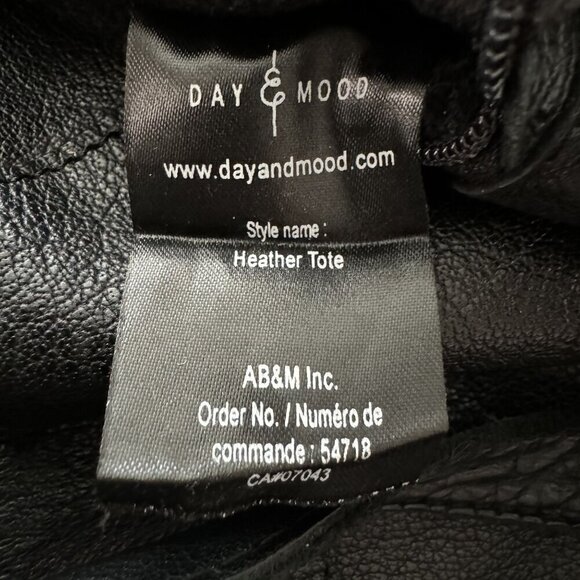 DAY & MOOD
www.dayandmood.com
Style name :
Heather Tote
AB&M Inc.
Order No. / Numéro de
commande : 54718
CA#07043